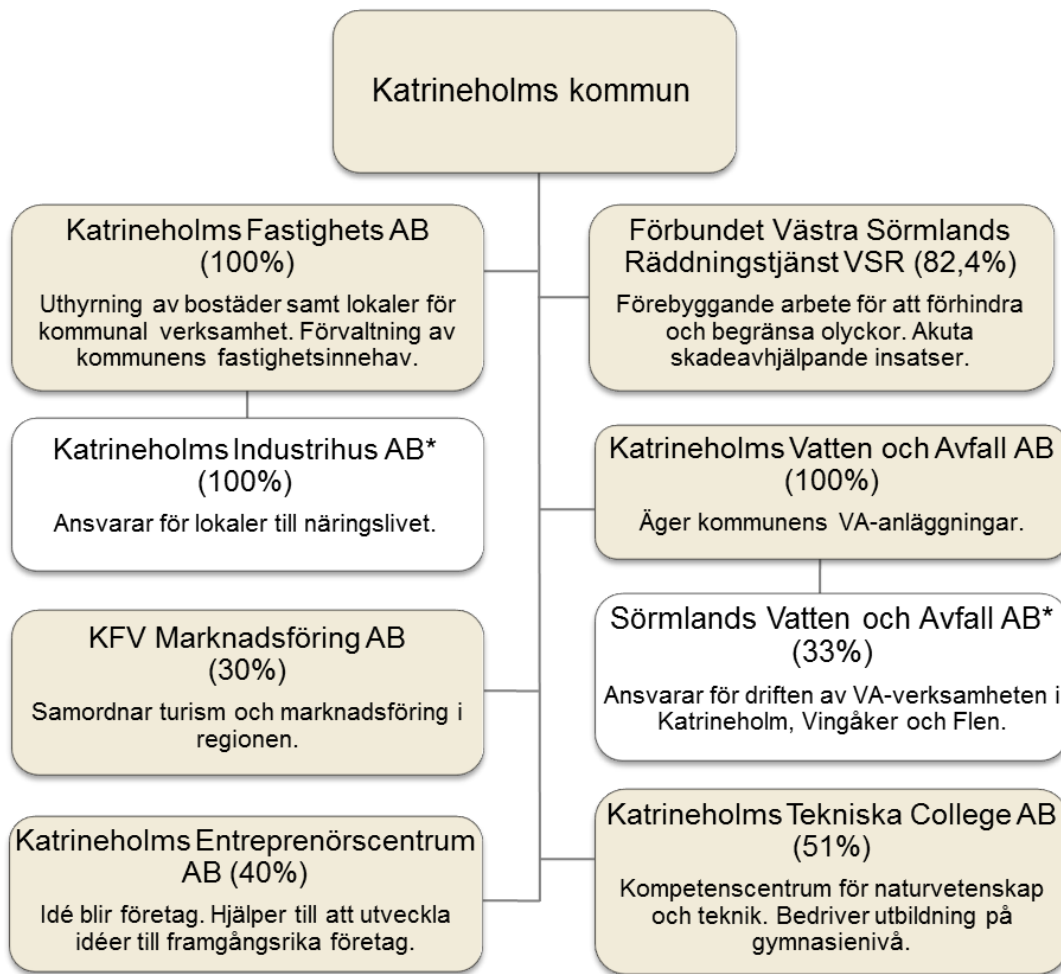 Katrineholms kommun
Katrineholms Fastighets AB
(100%)
Uthyrning av bostäder samt lokaler för
kommunal verksamhet. Förvaltning av
kommunens fastighetsinnehav.
Förbundet Västra Sörmlands
Räddningstjänst VSR (82,4%)
Förebyggande arbete för att förhindra
och begränsa olyckor. Akuta
skadeavhjälpande insatser.
Katrineholms Industrihus AB*
(100%)
Ansvarar för lokaler till näringslivet.
Katrineholms Vatten och Avfall AB
(100%)
Äger kommunens VA-anläggningar.
KFV Marknadsföring AB
(30%)
Samordnar turism och marknadsföring i
regionen.
Sörmlands Vatten och Avfall AB*
(33%)
Ansvarar för driften av VA-verksamheten i
Katrineholm, Vingåker och Flen.
Katrineholms Entreprenörscentrum
AB (40%)
Idé blir företag. Hjälper till att utveckla
idéer till framgångsrika företag.
Katrineholms Tekniska College AB
(51%)
Kompetenscentrum för naturvetenskap
och teknik. Bedriver utbildning på
gymnasienivå.